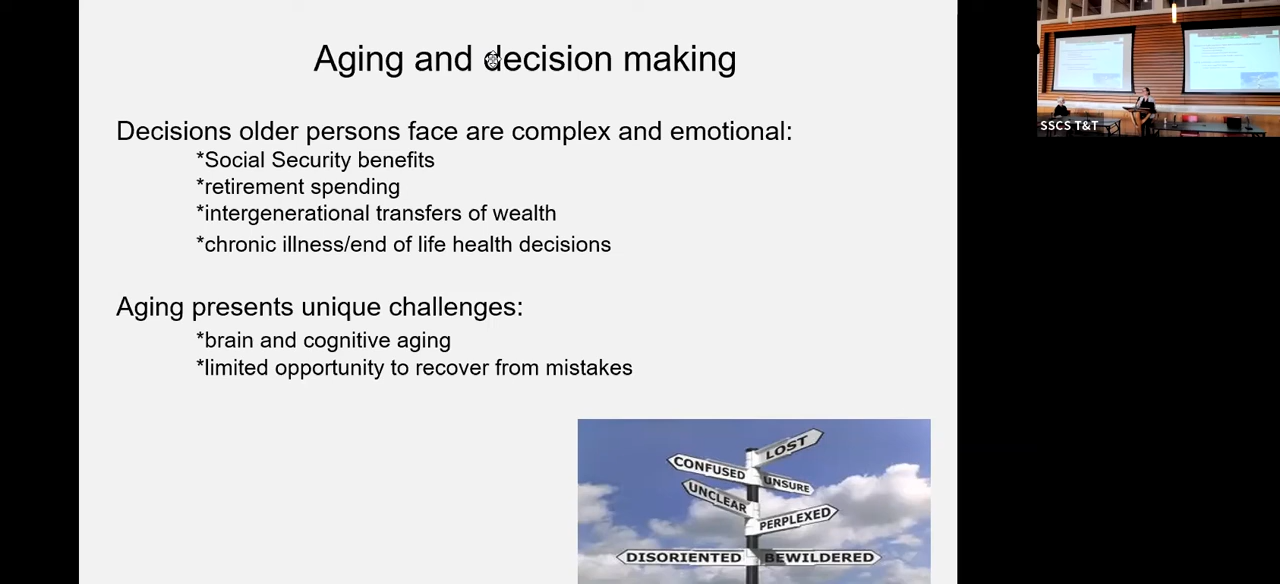 Aging and decision making
Decisions older persons face are complex and emotional:
*Social Security benefits
*retirement spending
*intergenerational transfers of wealth
*chronic illness/end of life health decisions
Aging presents unique challenges:
*brain and cognitive aging
*limited opportunity to recover from mistakes
LOST
CONFUSED
UNSURE
UNCLEAR
PERPLEXED
DISORIENTED
BEWILDERED
SSCS T&T